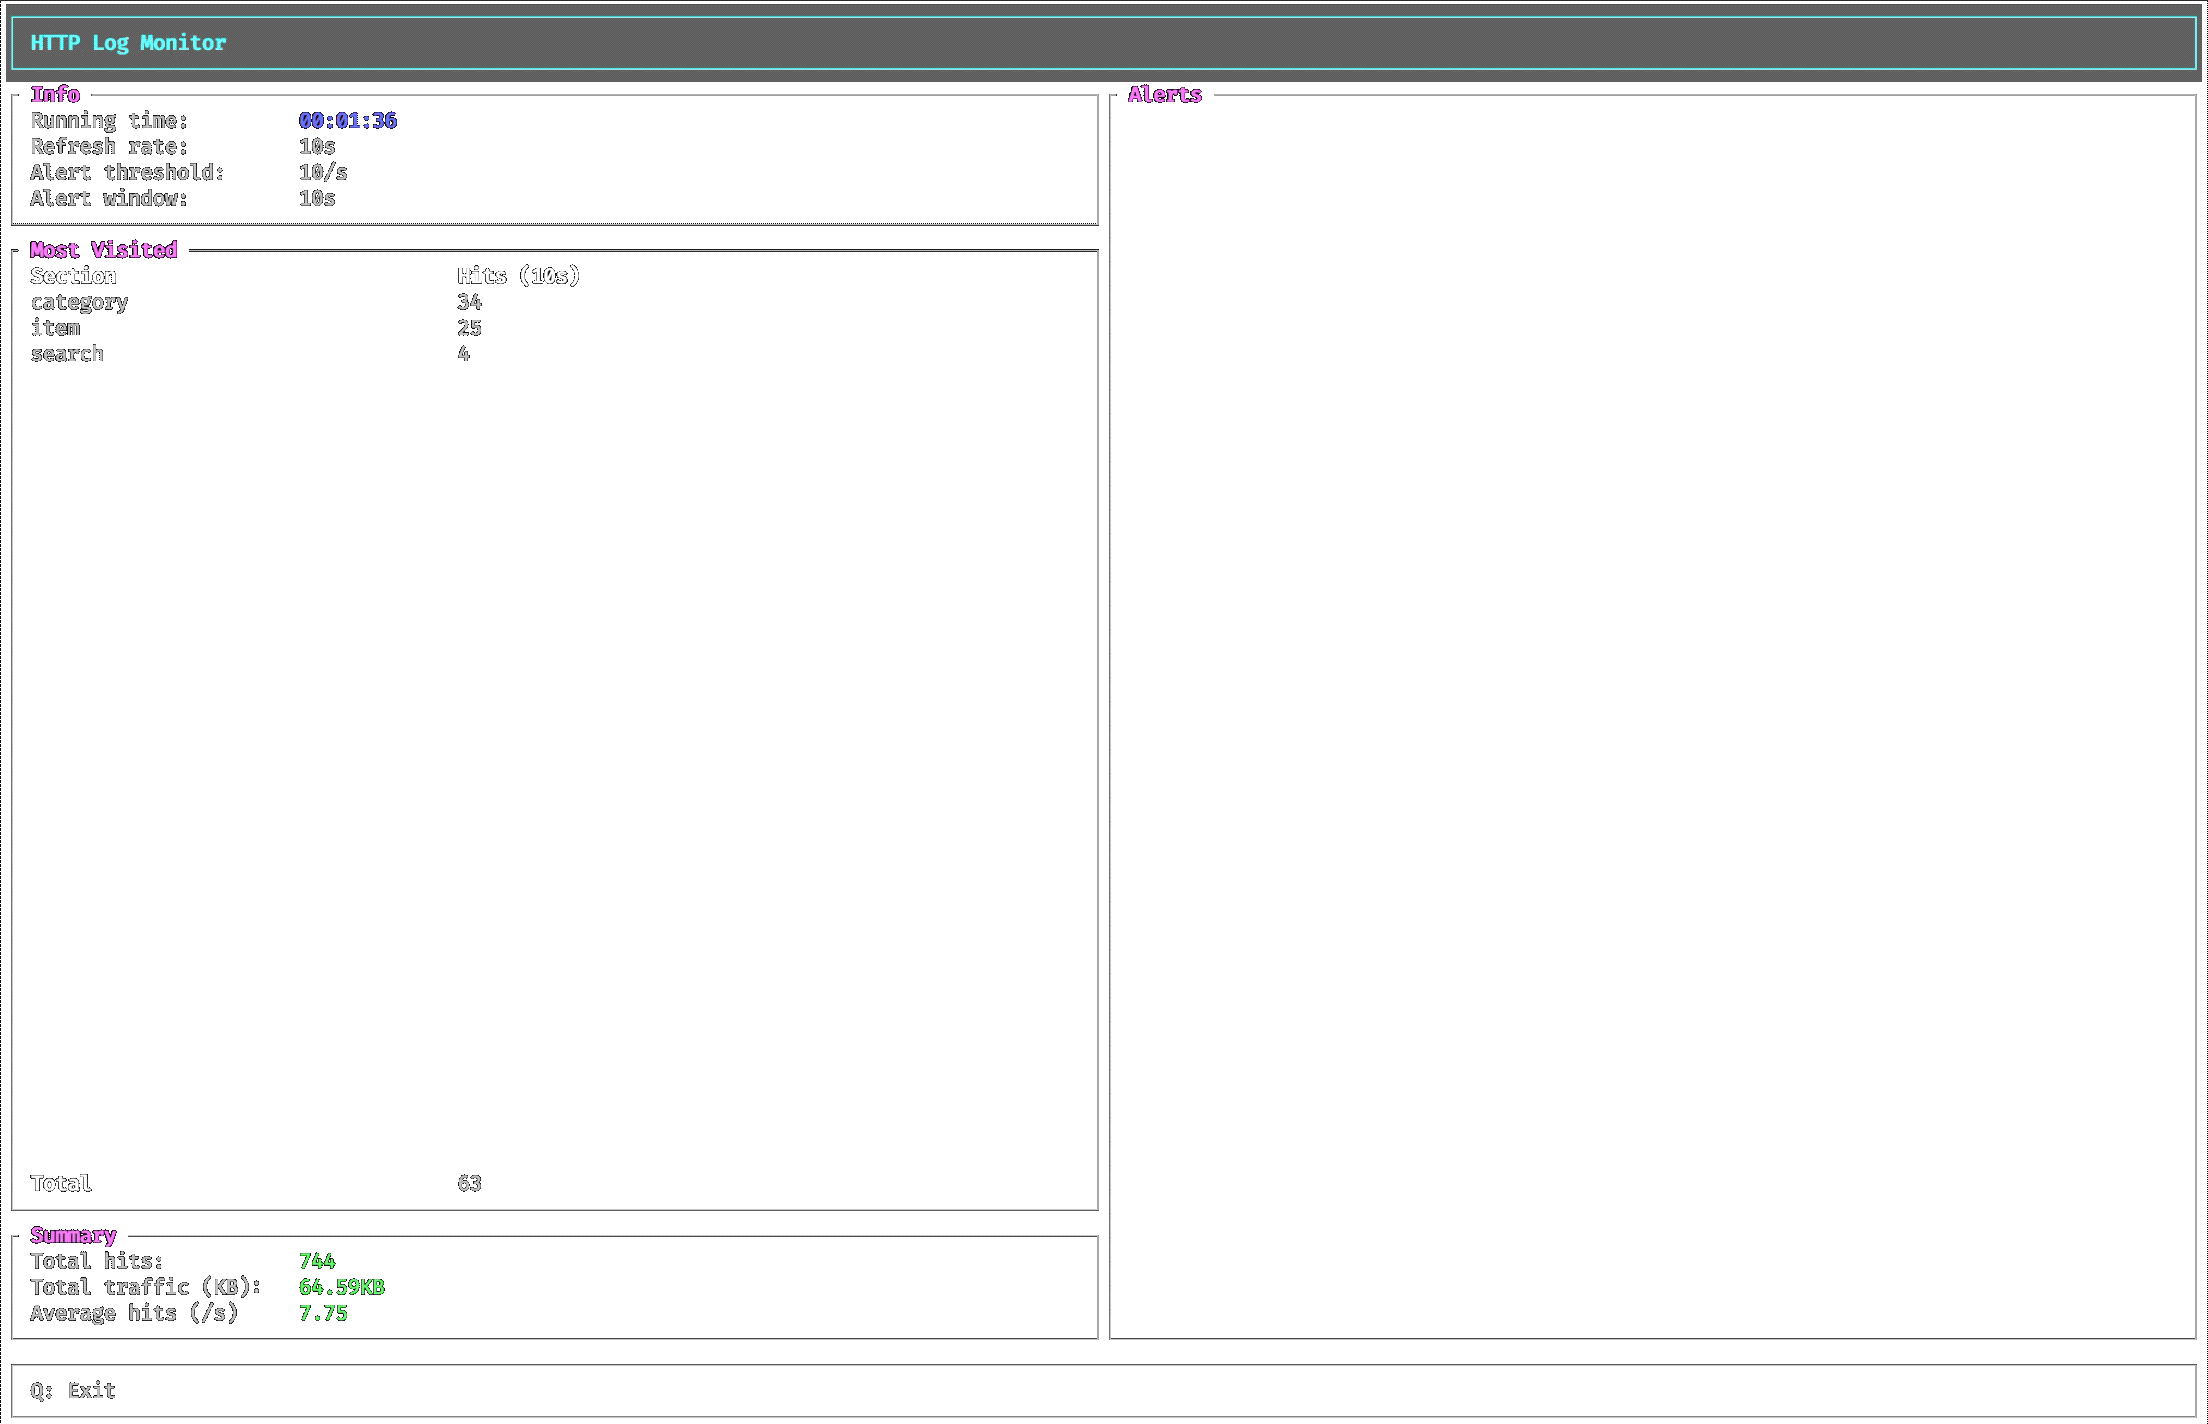 HTTP Log Monitor
Info
Running time: 00:01:36
Refresh rate: 10s
Alert threshold: 10/s
Alert window: 10s
Most Visited
Section Hits (10s)
category 34
item 25
search 4
Total 63
Summary
Total hits: 744
Total traffic (KB): 64.59KB
Average hits (/s) 7.75
Alerts
Q: Exit